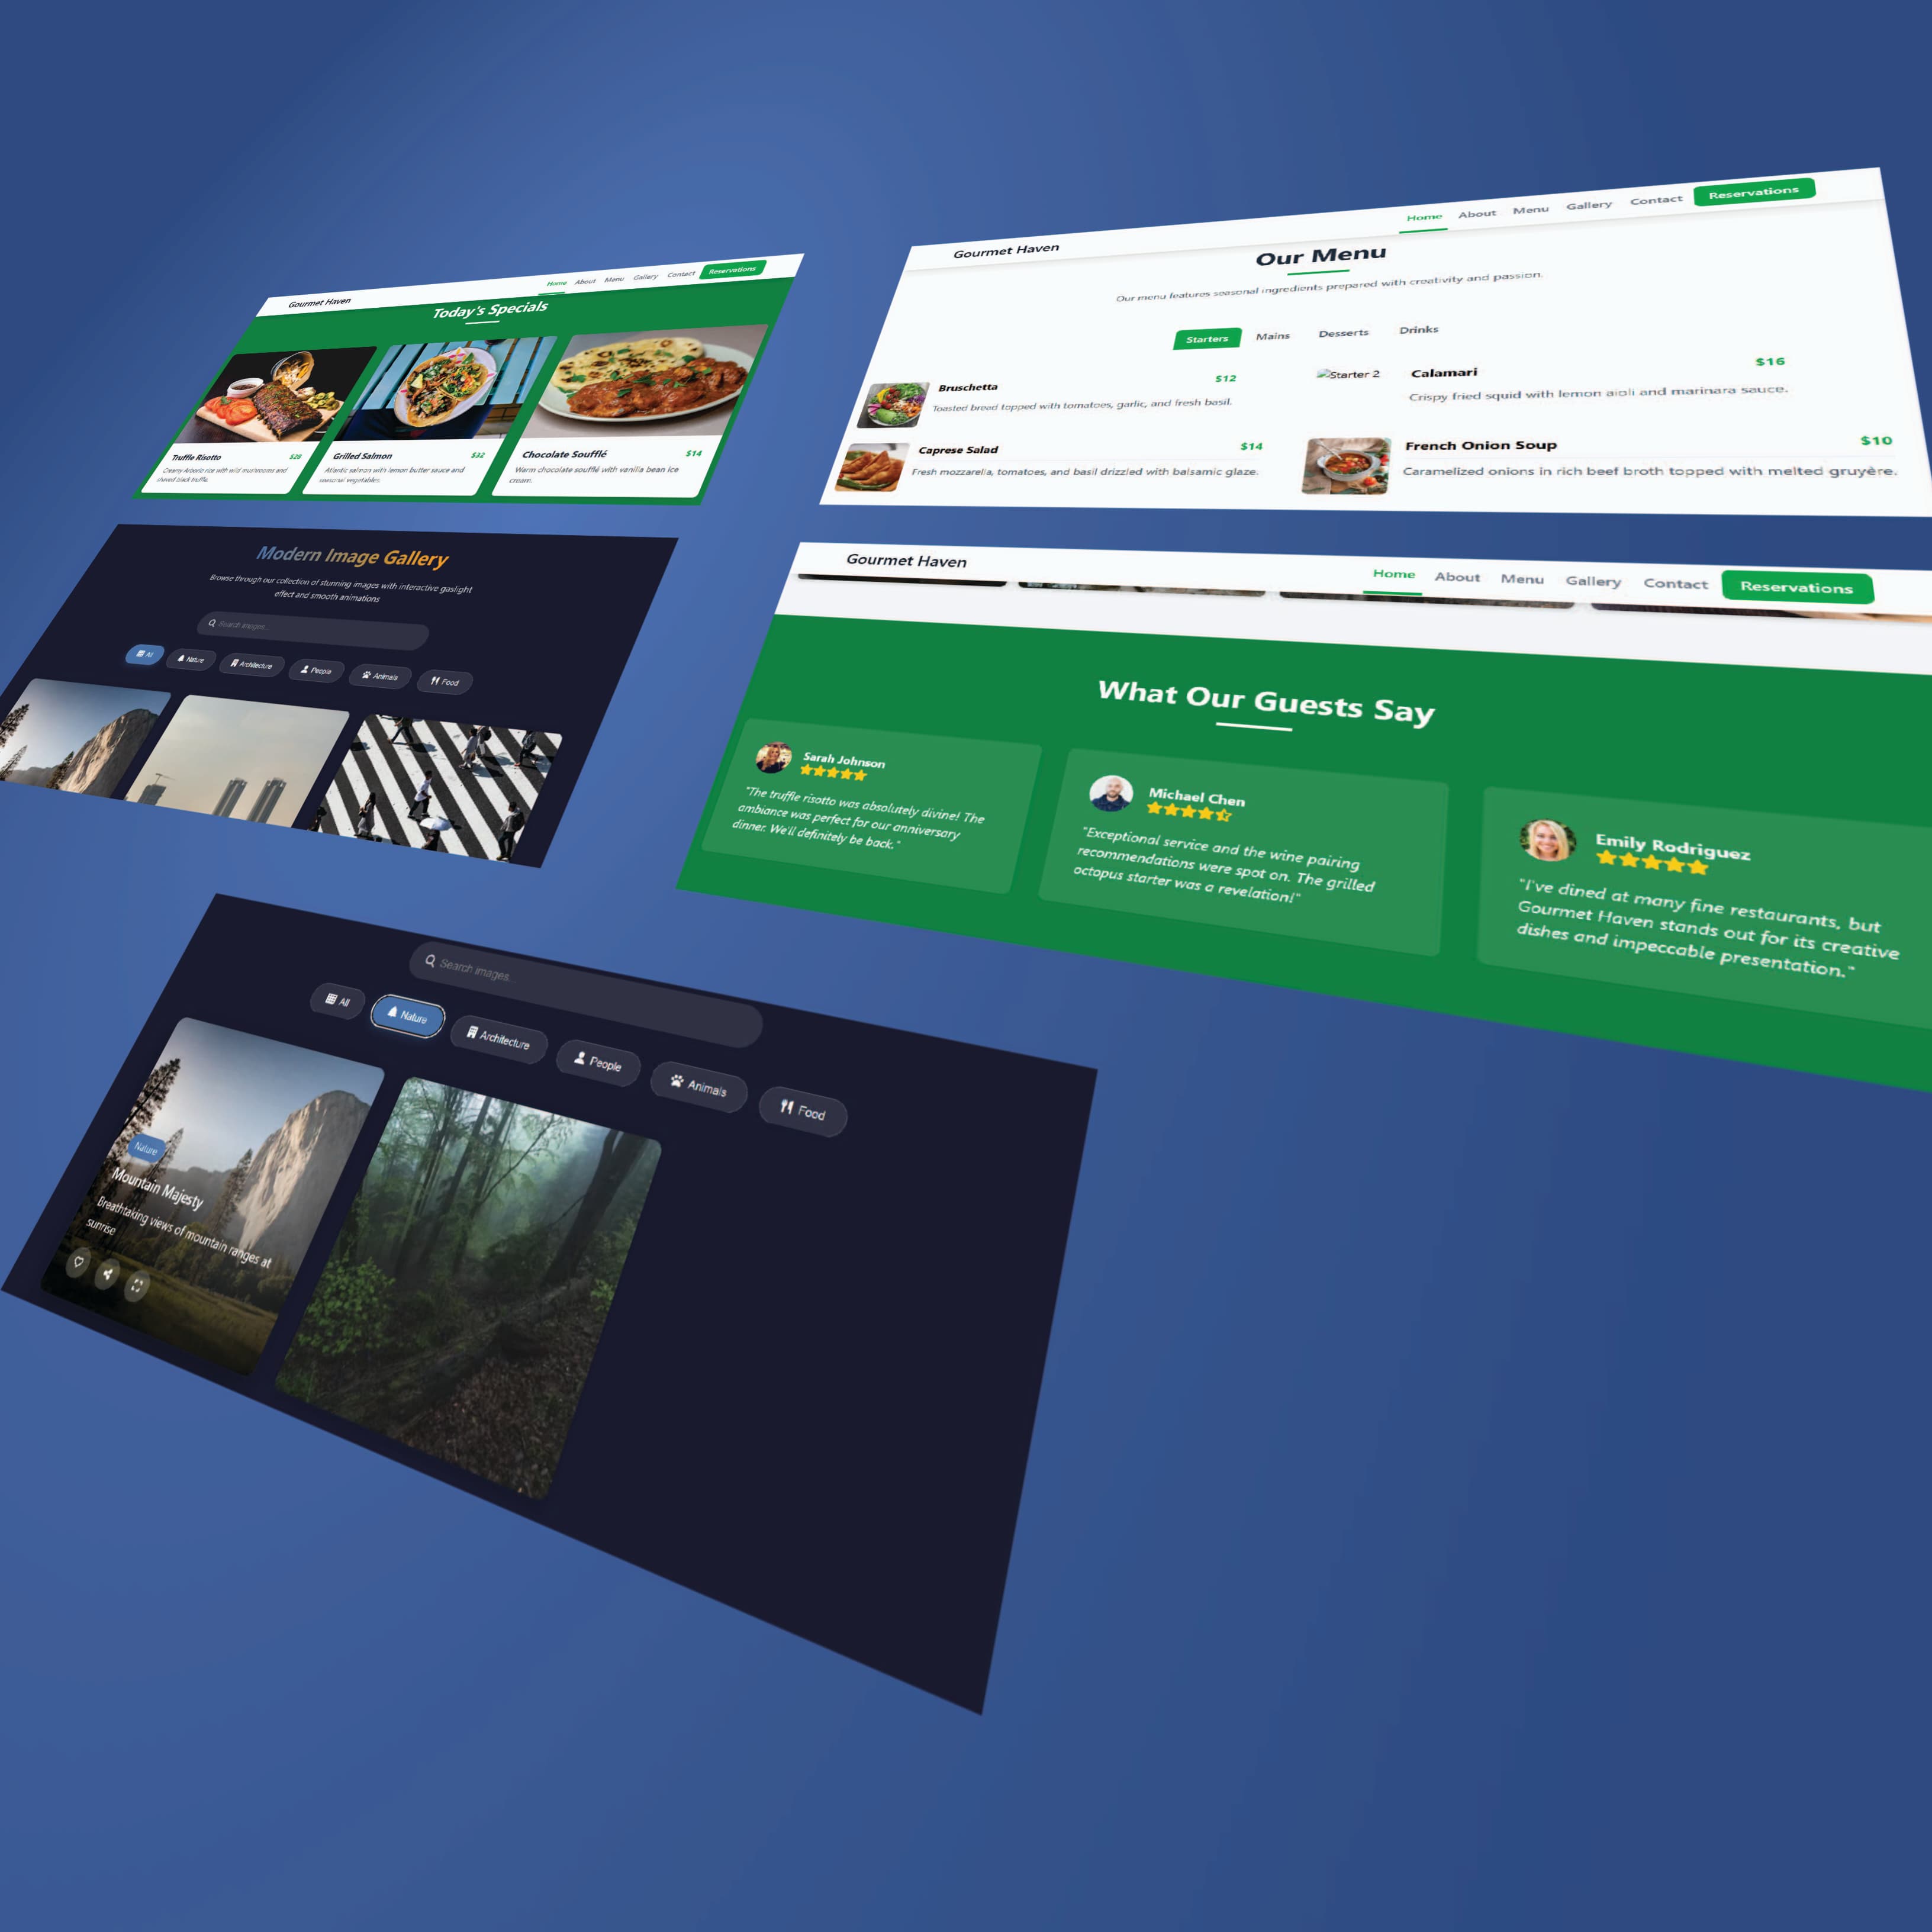 Gourmet Haven
Home About Menu Gallery Contact Reservations
Today's Specials
Truffle Risotto $28
Creamy Arborio rice with wild mushrooms and
shaved black truffle.
Grilled Salmon $32
Atlantic salmon with lemon butter sauce and
seasonal vegetables.
Chocolate Soufflé $14
Warm chocolate soufflé with vanilla bean ice
cream.
Gourmet Haven
Home About Menu Gallery Contact Reservations
Our Menu
Our menu features seasonal ingredients prepared with creativity and passion.
Starters Mains Desserts Drinks
Bruschetta $12
Toasted bread topped with tomatoes, garlic, and fresh basil.
Starter 2
Calamari $16
Crispy fried squid with lemon aioli and marinara sauce.
Caprese Salad $14
Fresh mozzarella, tomatoes, and basil drizzled with balsamic glaze.
French Onion Soup $10
Caramelized onions in rich beef broth topped with melted gruyère.
Modern Image Gallery
Browse through our collection of stunning images with interactive gaslight
effect and smooth animations
Search images...
All Nature Architecture People Animals Food
Gourmet Haven
Home About Menu Gallery Contact Reservations
What Our Guests Say
Sarah Johnson
"The truffle risotto was absolutely divine! The
ambiance was perfect for our anniversary
dinner. We'll definitely be back."
Michael Chen
"Exceptional service and the wine pairing
recommendations were spot on. The grilled
octopus starter was a revelation!"
Emily Rodriguez
"I've dined at many fine restaurants, but
Gourmet Haven stands out for its creative
dishes and impeccable presentation."
Search images...
All Nature Architecture People Animals Food
Nature
Mountain Majesty
Breathtaking views of mountain ranges at
sunrise